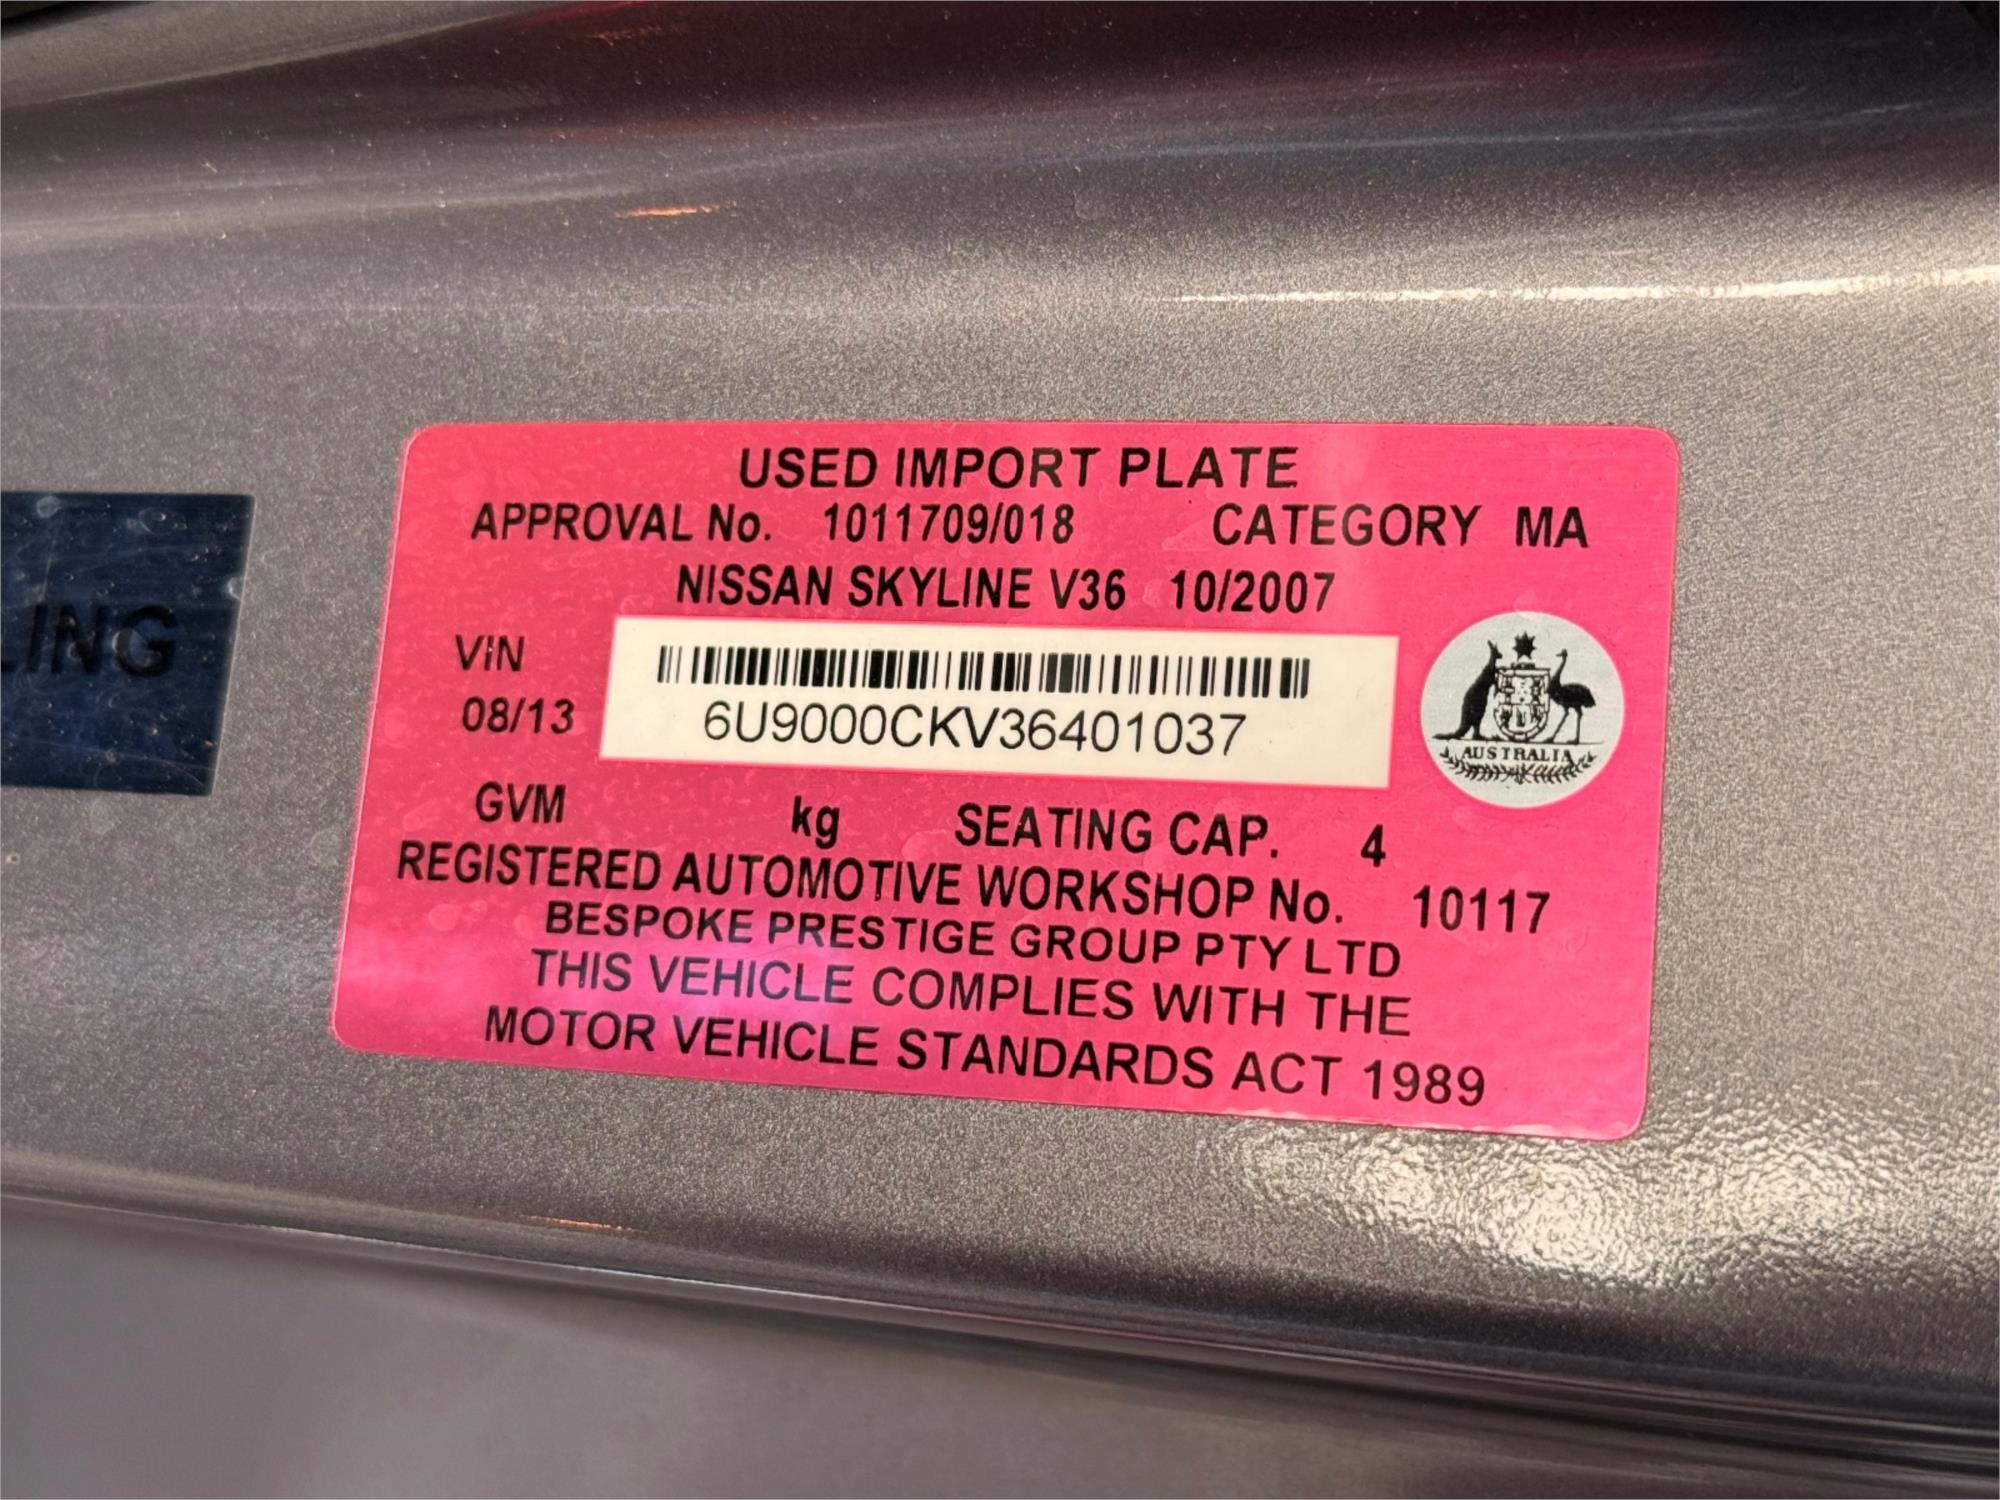 USED IMPORT PLATE
APPROVAL No. 1011709/018 CATEGORY MA
NISSAN SKYLINE V36 10/2007
VIN
08/13
6U9000CKV36401037
AUSTRALIA
GVM kg SEATING CAP. 4
REGISTERED AUTOMOTIVE WORKSHOP No. 10117
BESPOKE PRESTIGE GROUP PTY LTD
THIS VEHICLE COMPLIES WITH THE
MOTOR VEHICLE STANDARDS ACT 1989